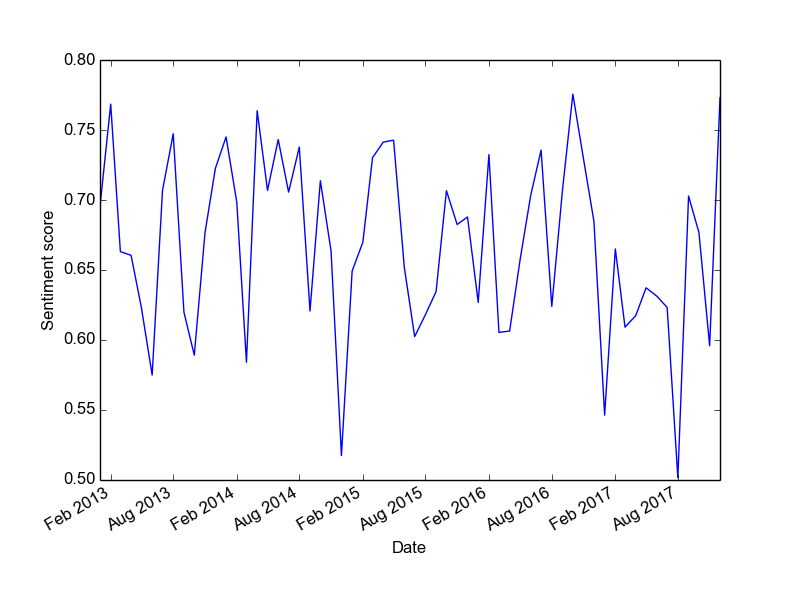 0.80
0.75
0.70
0.65
0.60
0.55
0.50
Sentiment score
Feb 2013
Aug 2013
Feb 2014
Aug 2014
Feb 2015
Aug 2015
Feb 2016
Aug 2016
Feb 2017
Aug 2017
Date